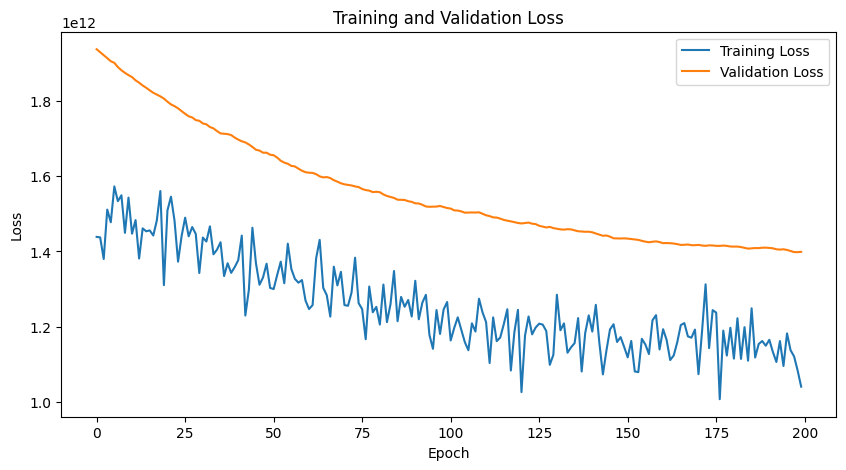 Training and Validation Loss
1e12
Training Loss
Validation Loss
1.8
1.6
1.4
1.2
1.0
Loss
0 25 50 75 100 125 150 175 200
Epoch